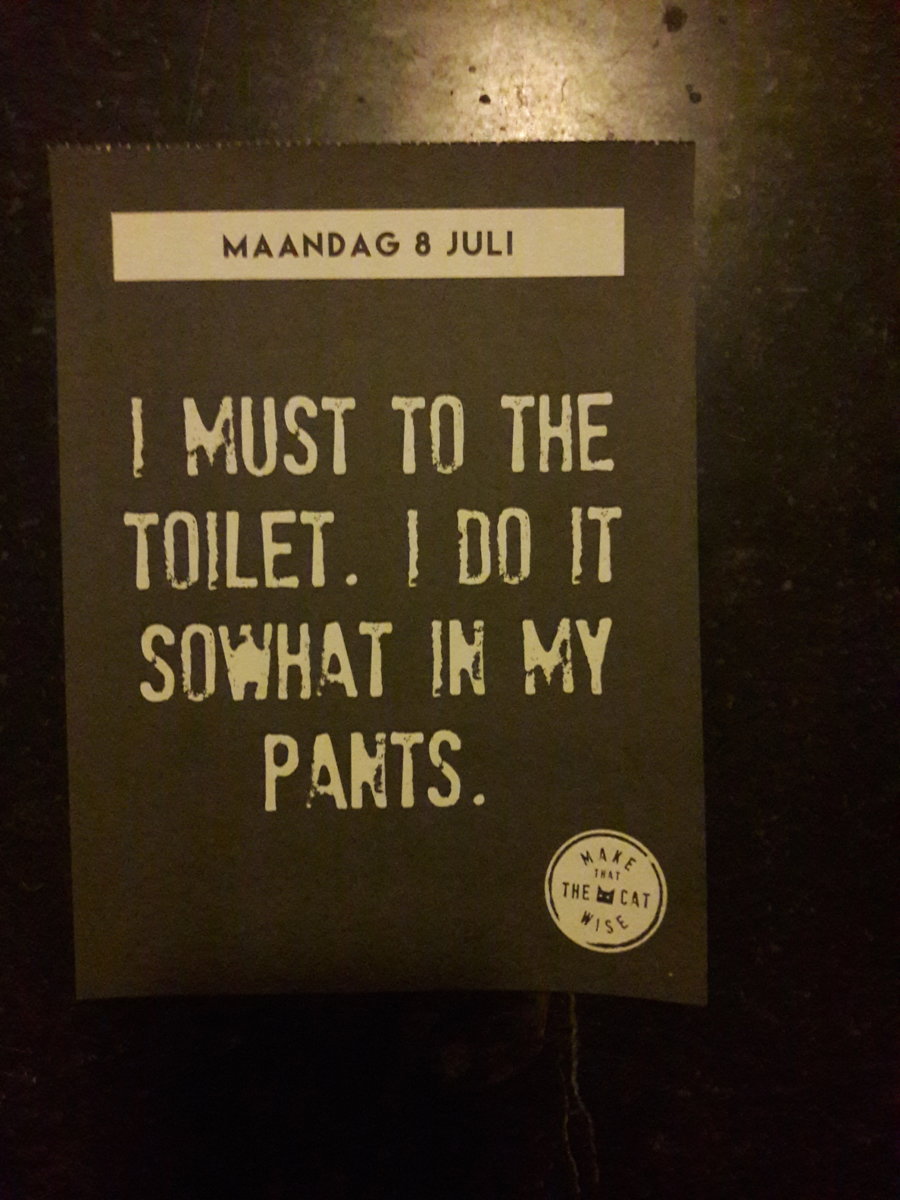 MAANDAG 8 JULI
I MUST TO THE
TOILET. I DO IT
SOWHAT IN MY
PANTS.
MAKE
THAT
THE CAT
WISE